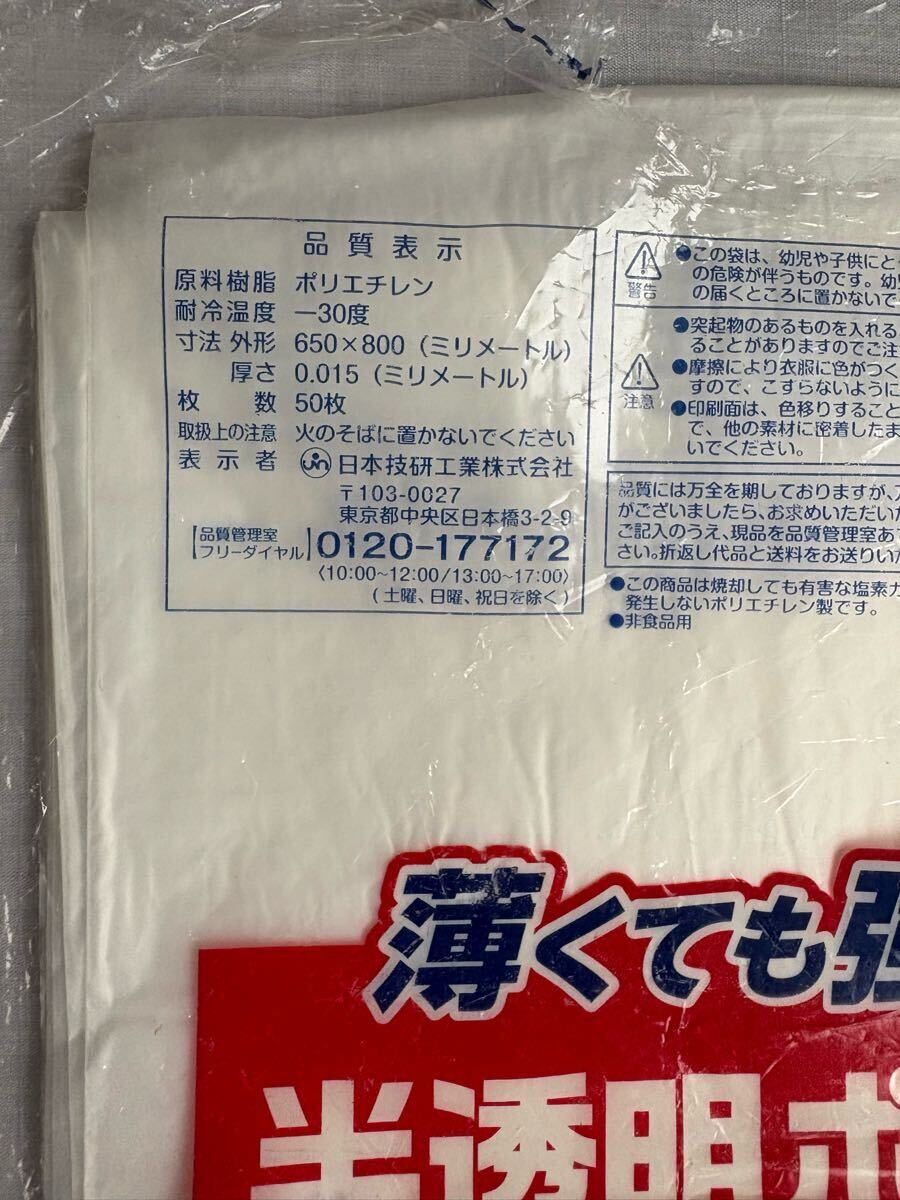 品質表示
原料樹脂 ポリエチレン
耐冷温度 −30度
寸法 外形 650×800（ミリメートル）
厚さ 0.015（ミリメートル）
枚数 50枚
取扱上の注意 火のそばに置かないでください
表示者 日本技研工業株式会社
〒103-0027
東京都中央区日本橋3-2-9
【品質管理室フリーダイヤル】0120-177172
〈10:00~12:00/13:00~17:00〉
(土曜、日曜、祝日を除く)
警告
●この袋は、幼児や子供にと
の危険が伴うものです。幼
の届くところに置かないで
注意
●突起物のあるものを入れる
ることがありますのでご注
●摩擦により衣服に色がつく
すので、こすらないように
●印刷面は、色移りすること
で、他の素材に密着したま
いでください。
品質には万全を期しておりますが、
がございましたら、お求めいただい
ご記入のうえ、現品を品質管理室あ
さい。折返し代品と送料をお送りい
●この商品は焼却しても有害な塩素
発生しないポリエチレン製です。
●非食品用
薄くても強
半透明ポ